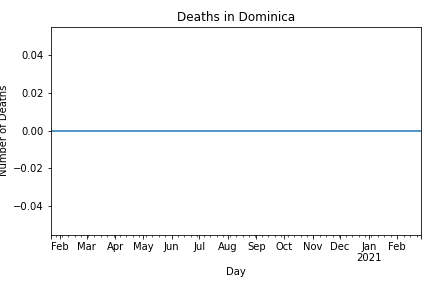 Deaths in Dominica
Number of Deaths
0.04
0.02
0.00
−0.02
−0.04
Feb Mar Apr May Jun Jul Aug Sep Oct Nov Dec Jan Feb
2021
Day